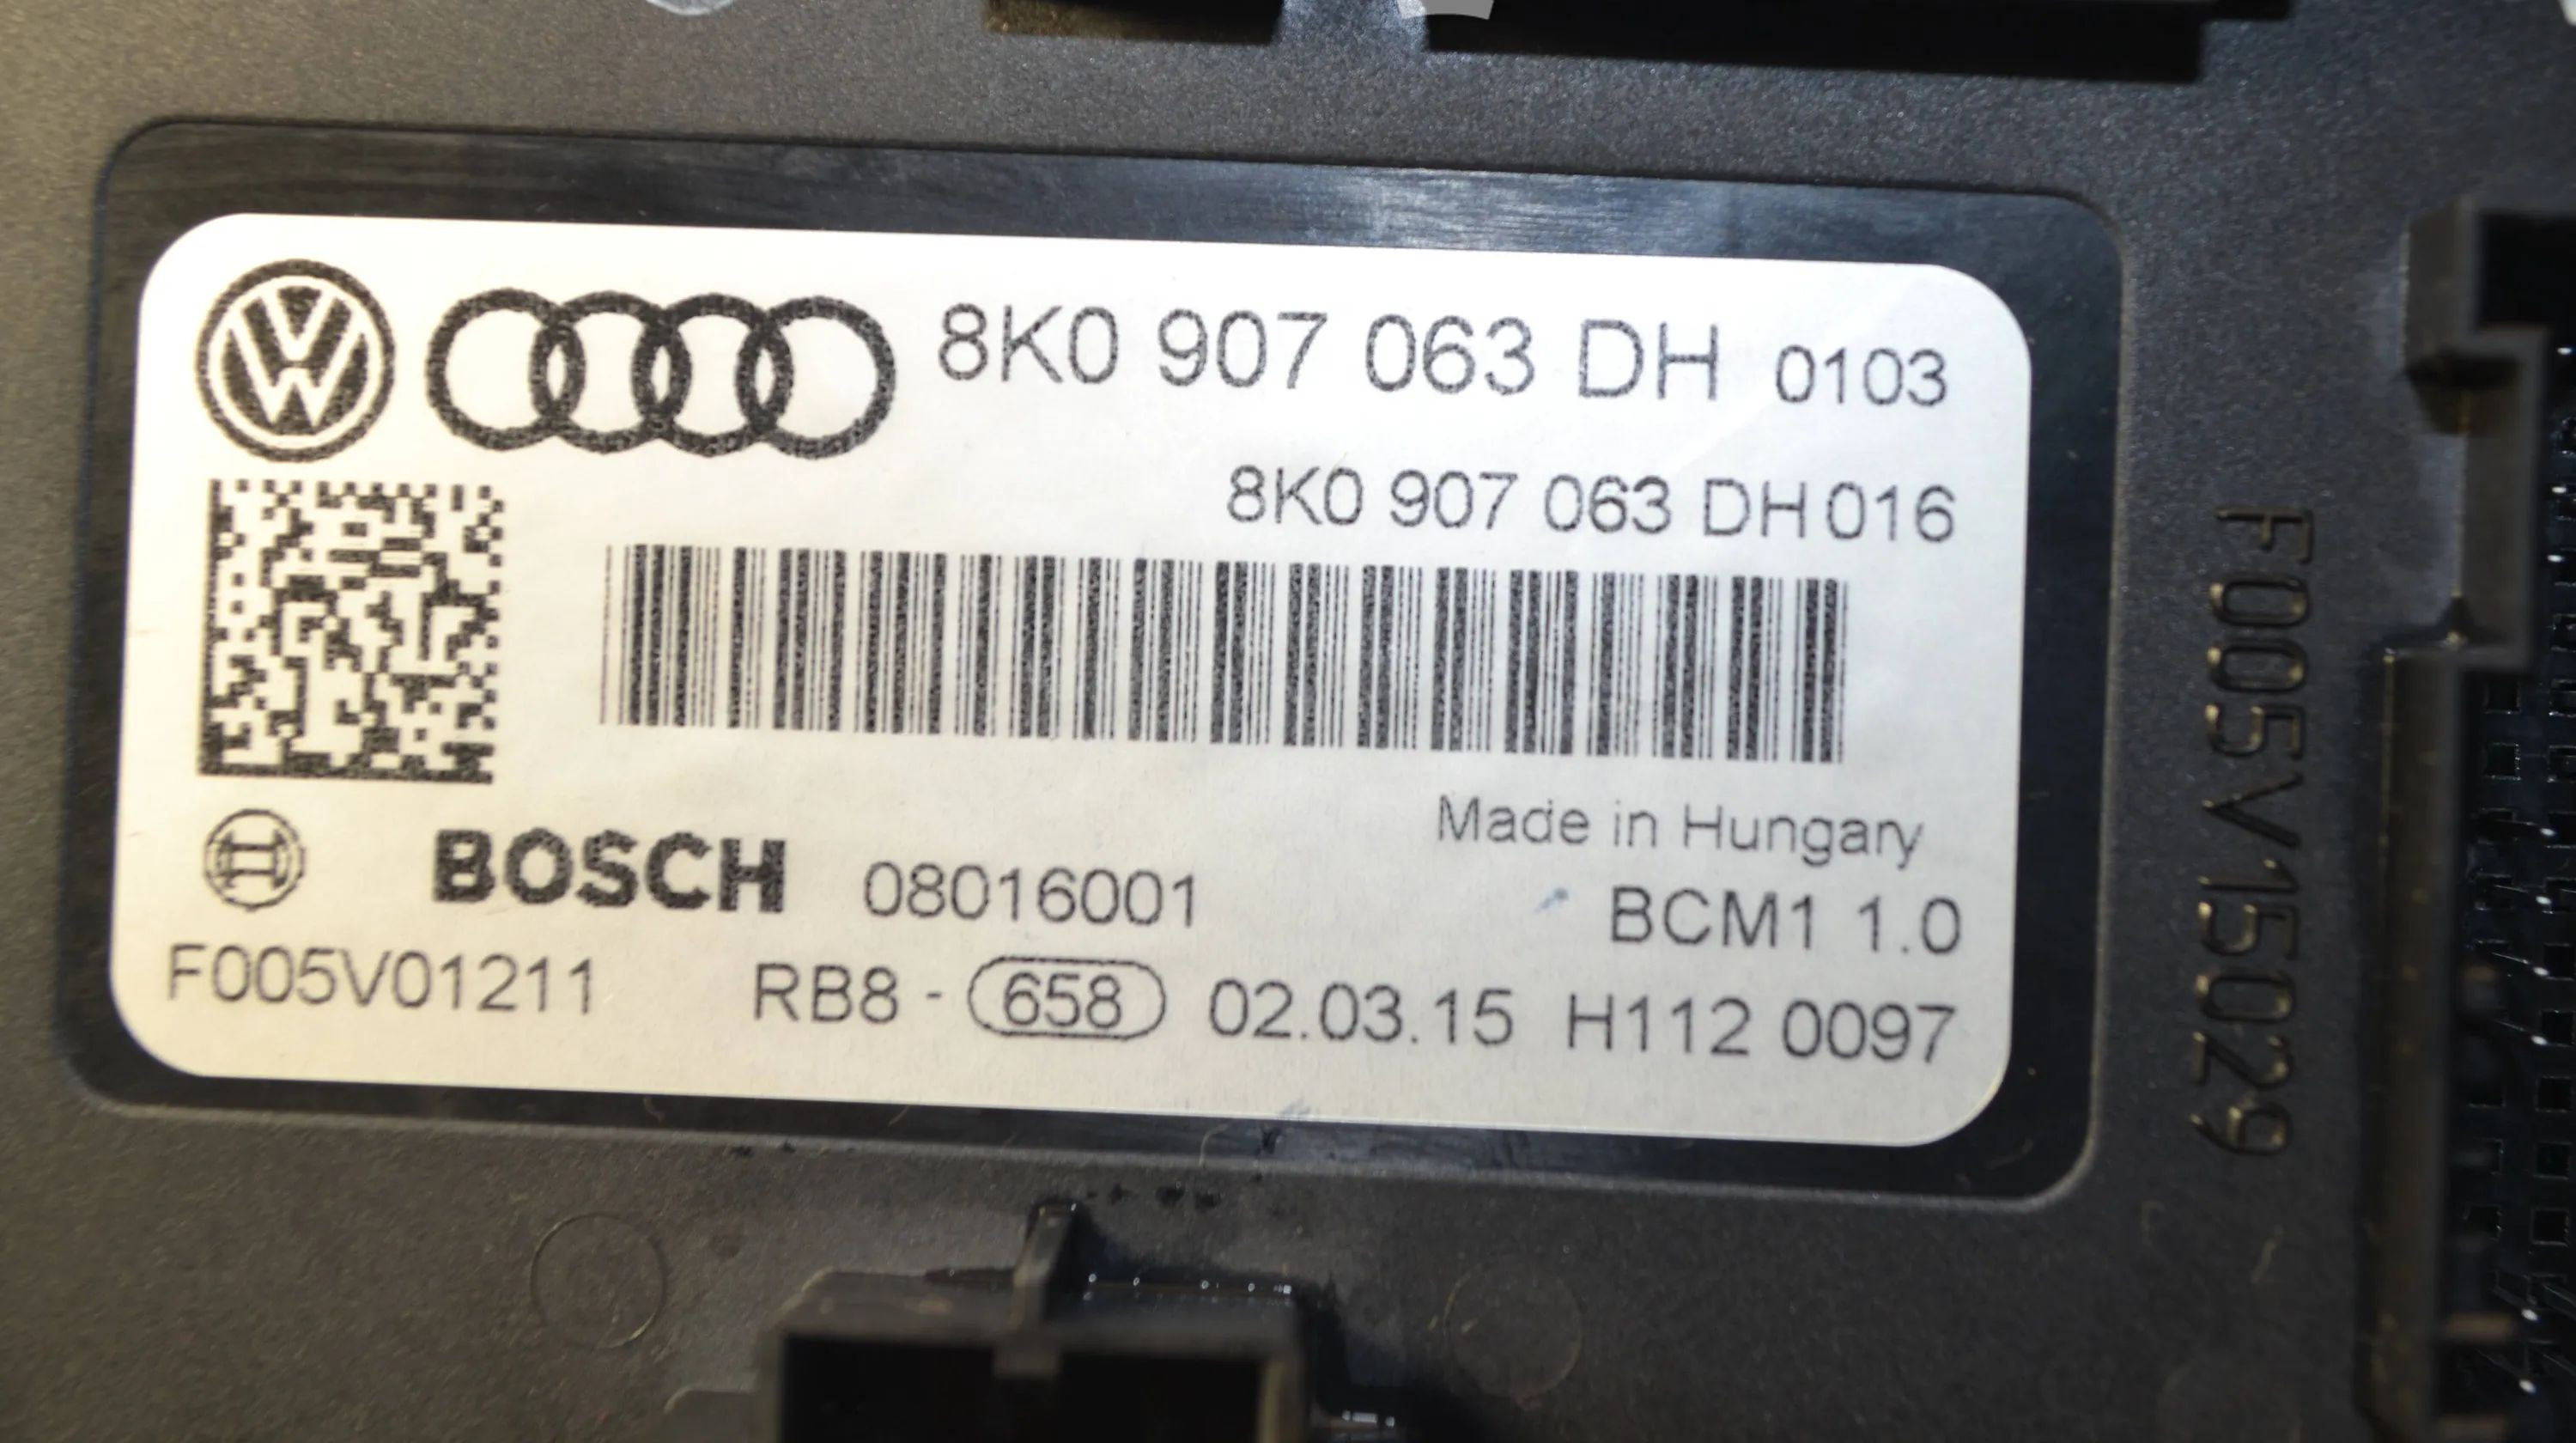 8K0 907 063 DH 0103
8K0 907 063 DH 016
Made in Hungary
BOSCH 08016001
BCM1 1.0
F005V01211 RB8 - 658 02.03.15 H112 0097
F005V15029